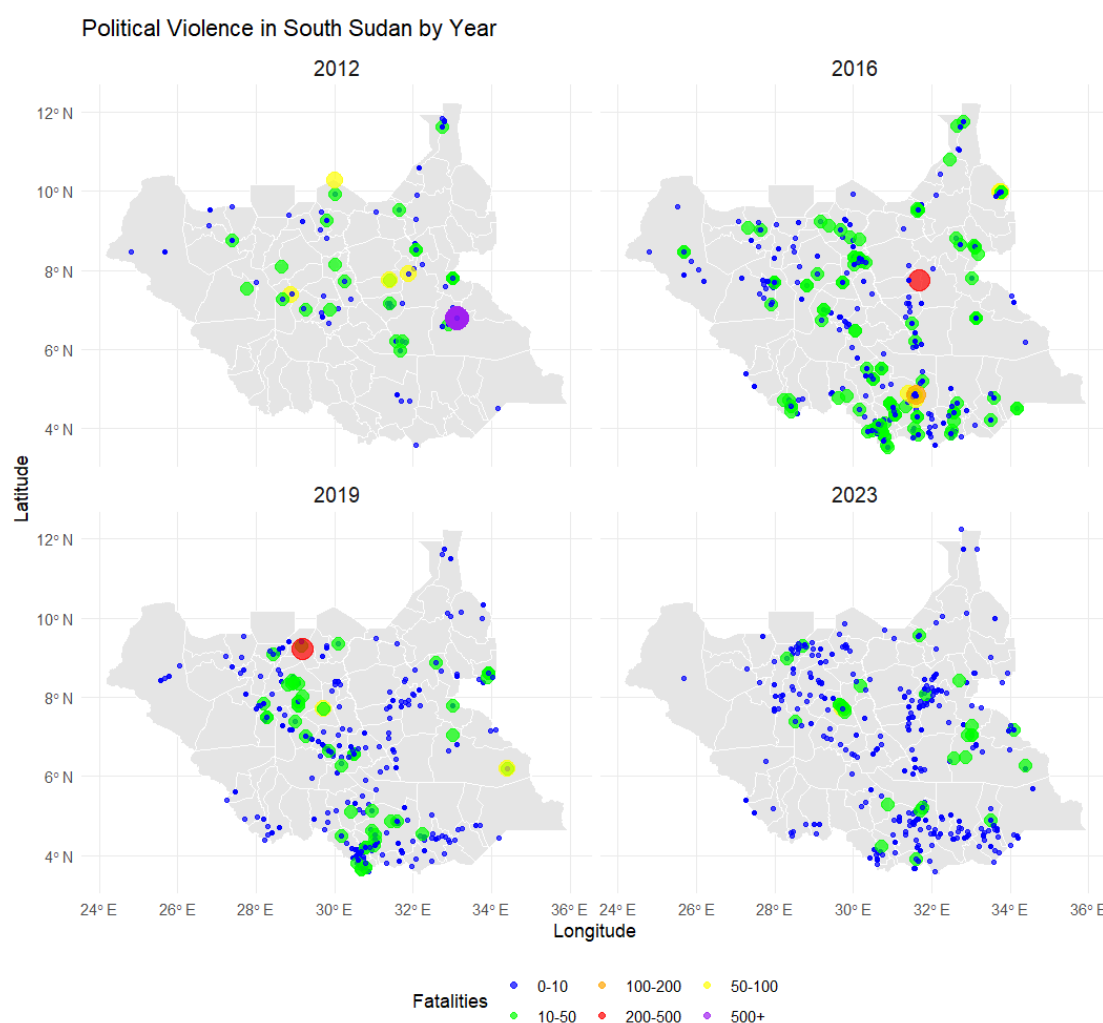 Political Violence in South Sudan by Year
2012
2016
12° N
10° N
8° N
6° N
4° N
2019
2023
Latitude
12° N
10° N
8° N
6° N
4° N
24° E 26° E 28° E 30° E 32° E 34° E 36° E 24° E 26° E 28° E 30° E 32° E 34° E 36° E
Longitude
Fatalities
0-10 100-200 50-100
10-50 200-500 500+